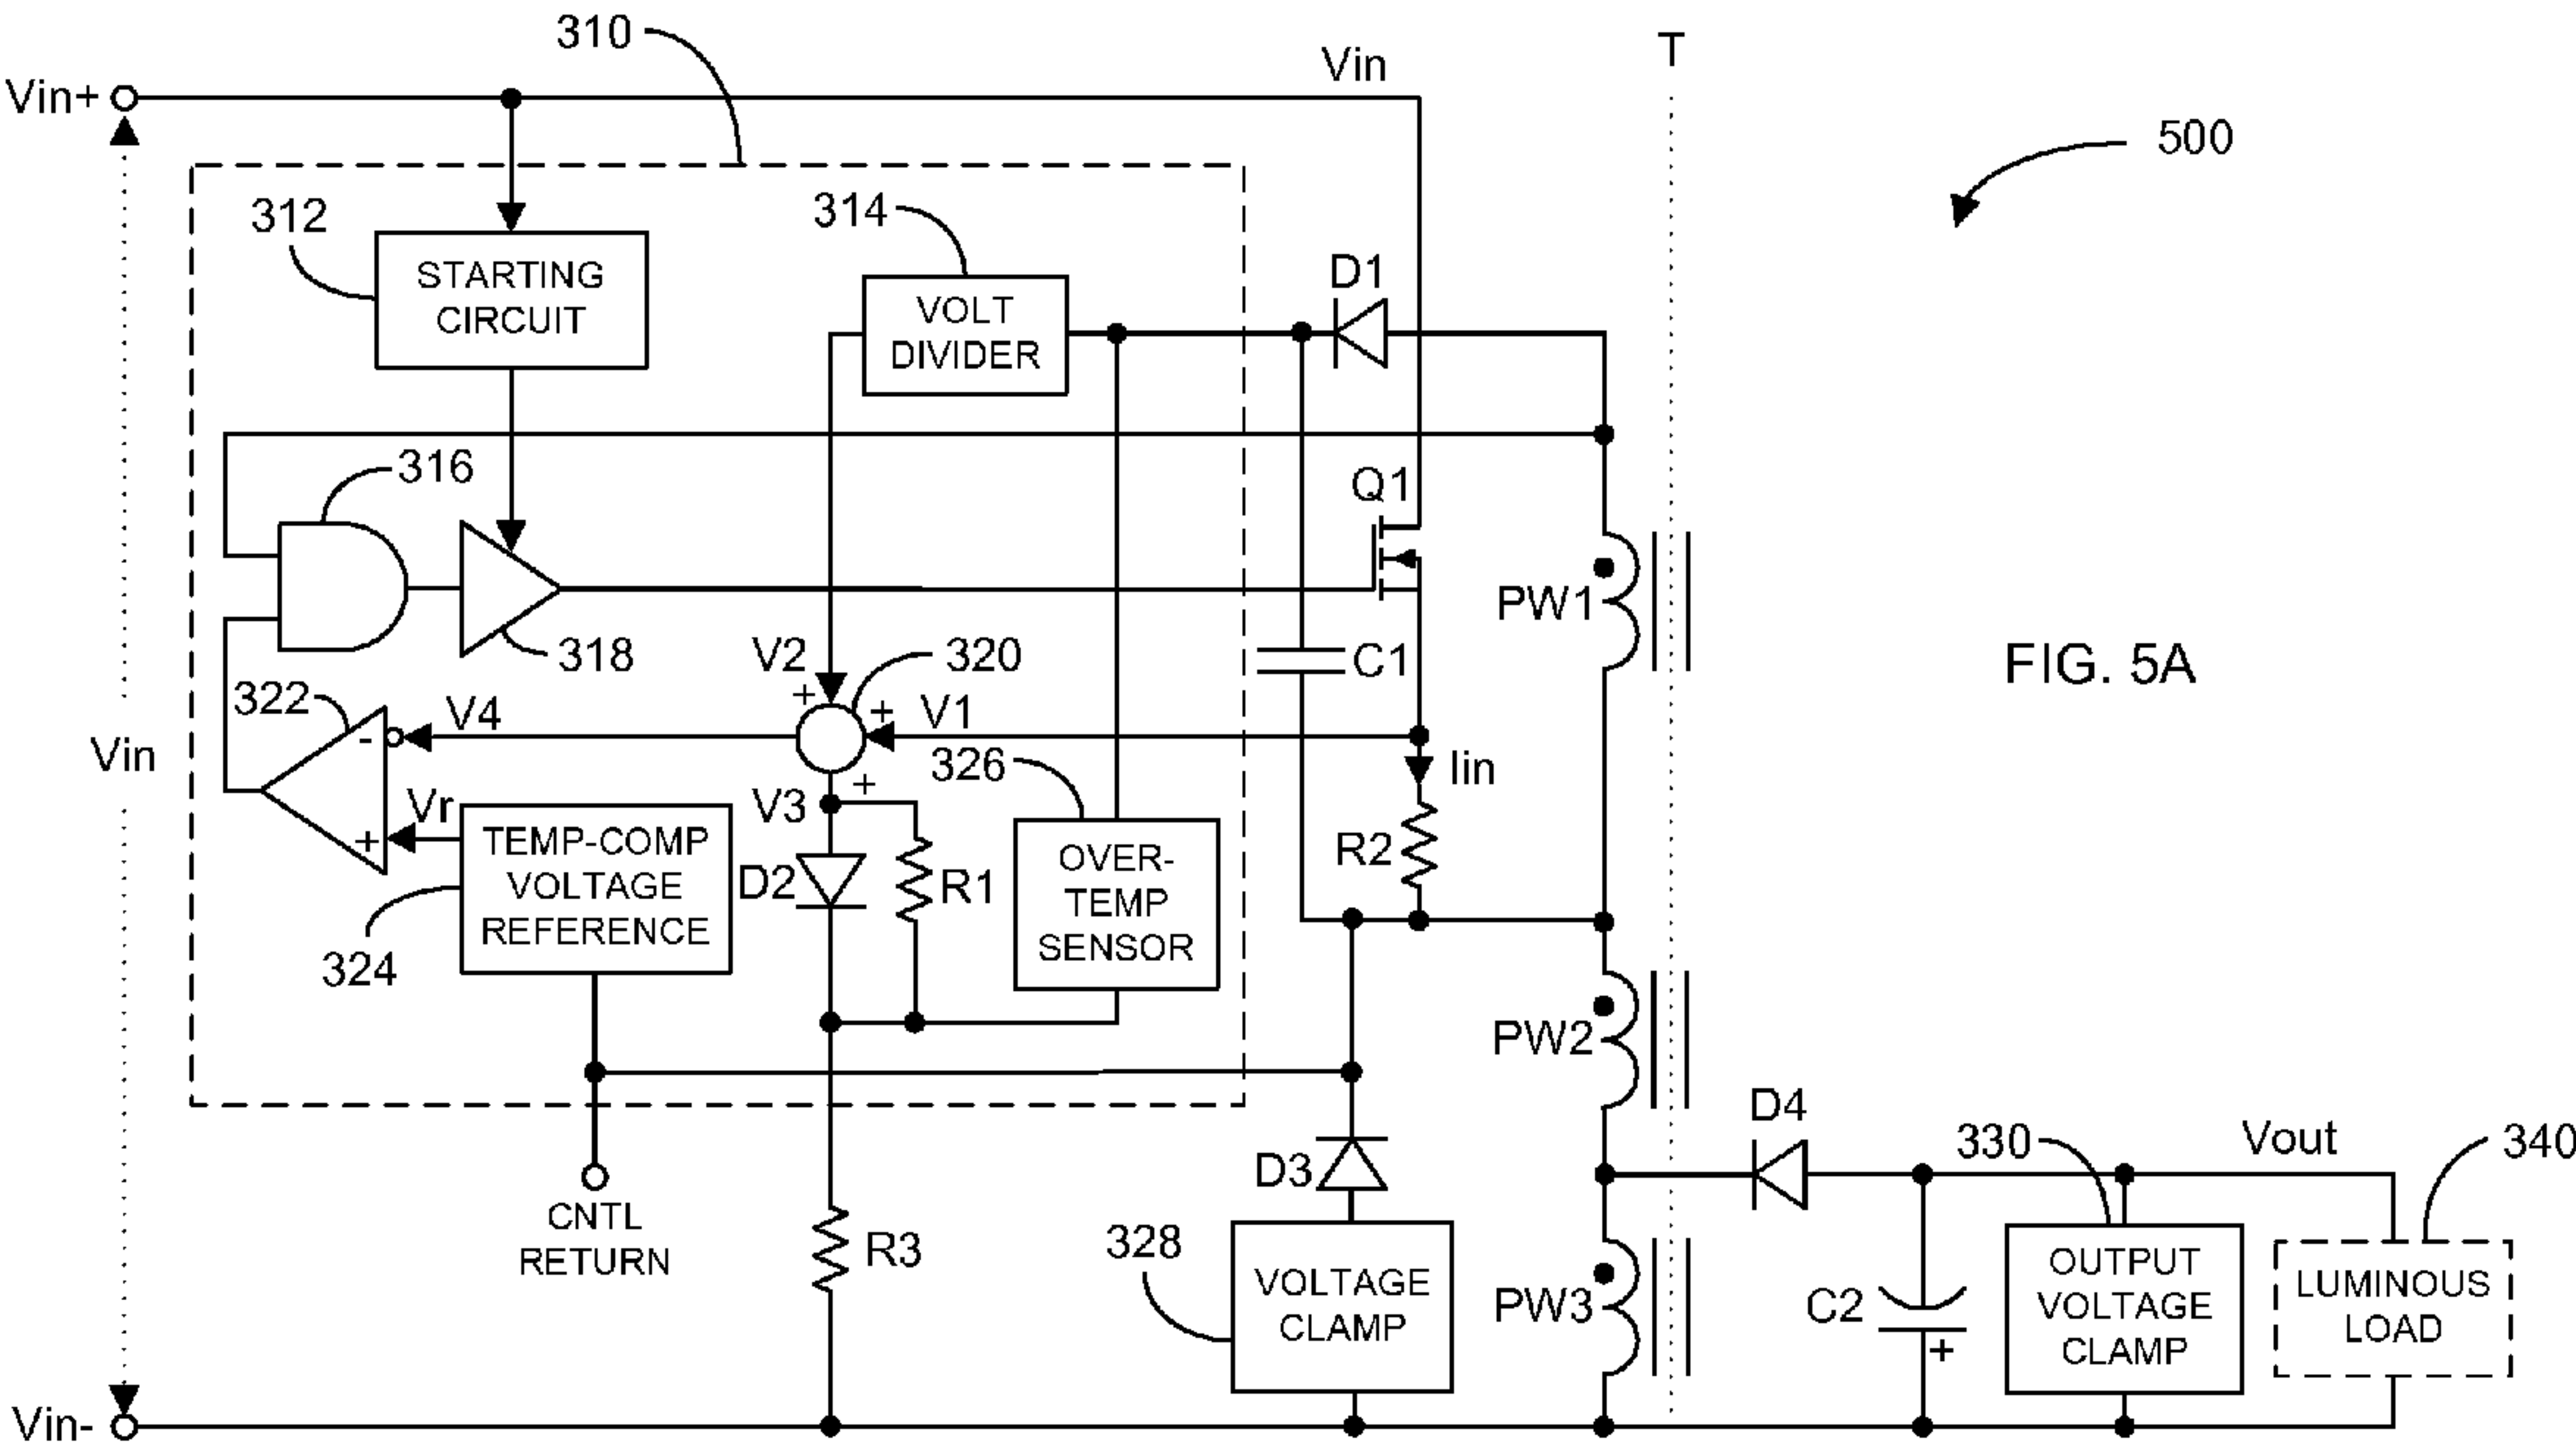 310
Vin
T
Vin+
500
312
314
STARTING
CIRCUIT
VOLT
DIVIDER
D1
316
Q1
PW1
318
V2
320
C1
FIG. 5A
322
V4
+
+
V1
-
Vin
326
Iin
+
V3
Vr
+
TEMP-COMP
VOLTAGE
REFERENCE
D2
R1
OVER-
TEMP
SENSOR
R2
324
PW2
D4
330
Vout
340
D3
CNTL
RETURN
R3
328
VOLTAGE
CLAMP
PW3
C2
+
OUTPUT
VOLTAGE
CLAMP
LUMINOUS
LOAD
Vin-